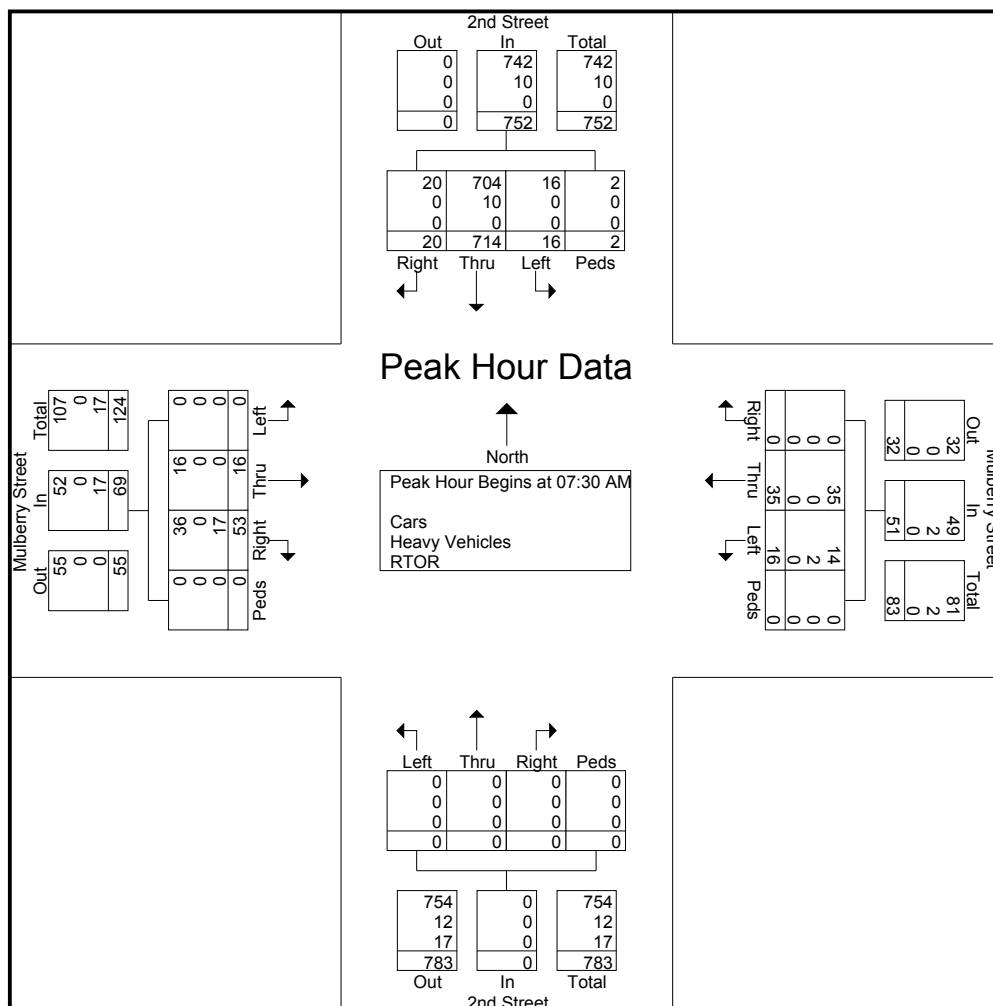 2nd Street
Out In Total
0 742 742
0 10 10
0 0 0
0 752 752
20 704 16 2
0 10 0 0
0 0 0 0
20 714 16 2
Right Thru Left Peds
Peak Hour Data
North
Peak Hour Begins at 07:30 AM
Cars
Heavy Vehicles
RTOR
Mulberry Street
Out In Total
55 52 107
0 0 0
0 17 17
55 69 124
Peds Right Thru Left
0 36 16 0
0 0 0 0
0 17 0 0
0 53 16 0
Mulberry Street
Out In Total
32 49 81
0 2 2
0 0 0
32 51 83
Right Thru Left Peds
0 35 14 0
0 0 2 0
0 0 0 0
0 35 16 0
Left Thru Right Peds
0 0 0 0
0 0 0 0
0 0 0 0
0 0 0 0
754 0 754
12 0 12
17 0 17
783 0 783
Out In Total
2nd Street